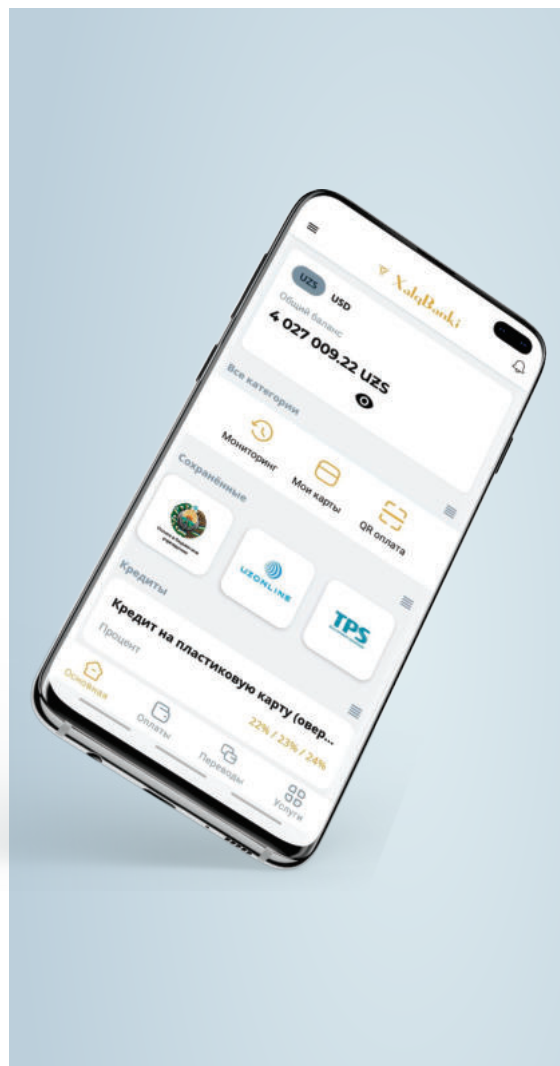 XalqBanki
UZS USD
Общий баланс
4 027 009.22 UZS
Все категории
Мониторинг Мои карты QR оплата
Сохранённые
UZONLINE
TPS
Кредиты
Кредит на пластиковую карту (овер...
Процент 22% / 23% / 24%
Основная Оплаты Переводы Услуги